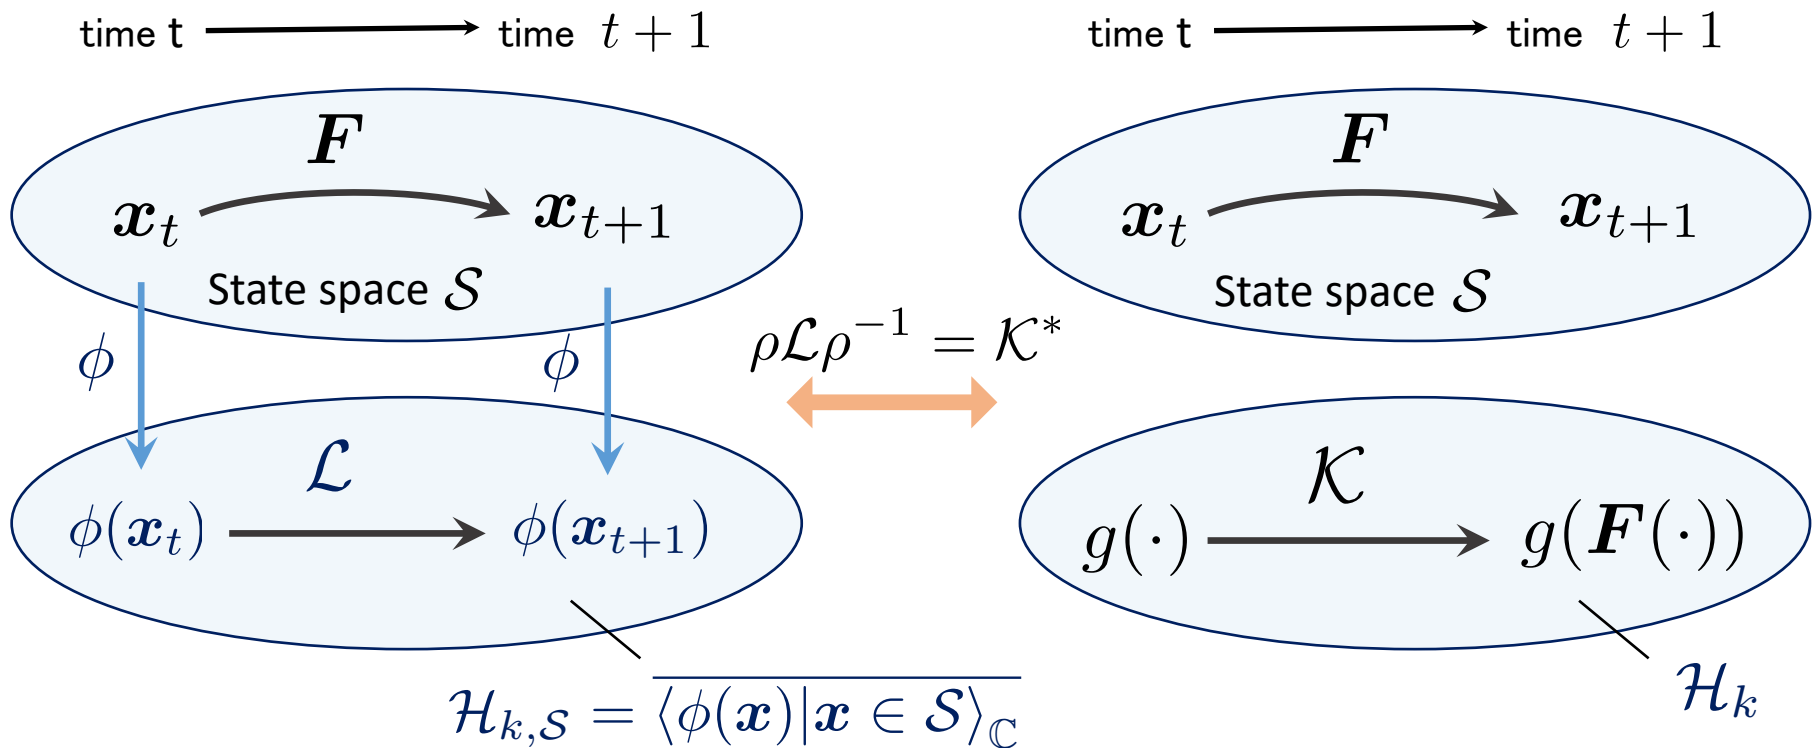 time t time t + 1
F
x_t x_{t+1}
State space 𝒮
ϕ ϕ
ℒ
ϕ(x_t) ϕ(x_{t+1})
ℋ_{k,𝒮} = \overline{⟨ϕ(x)|x ∈ 𝒮⟩_ℂ}
ρℒρ^{−1} = 𝒦^*
time t time t + 1
F
x_t x_{t+1}
State space 𝒮
𝒦
g(·) g(F(·))
ℋ_k